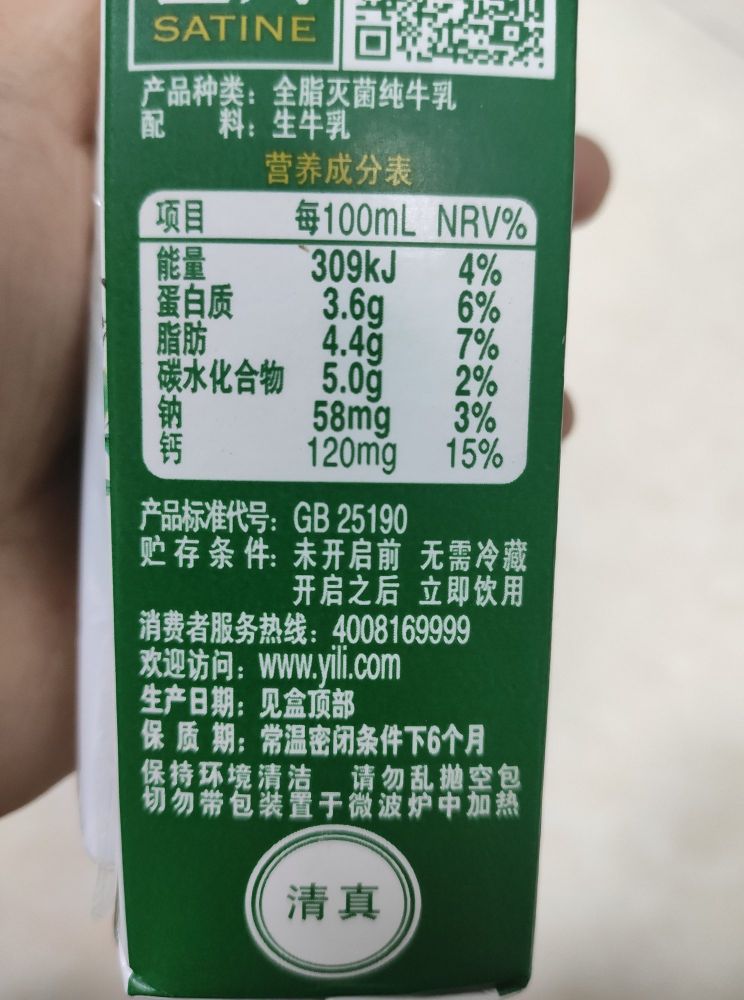 SATINE
产品种类：全脂灭菌纯牛乳
配 料：生牛乳
营养成分表
项目 每100mL NRV%
能量 309kJ 4%
蛋白质 3.6g 6%
脂肪 4.4g 7%
碳水化合物 5.0g 2%
钠 58mg 3%
钙 120mg 15%
产品标准代号：GB 25190
贮存条件：未开启前 无需冷藏
开启之后 立即饮用
消费者服务热线：4008169999
欢迎访问：www.yili.com
生产日期：见盒顶部
保质期：常温密闭条件下6个月
保持环境清洁 请勿乱抛空包
切勿带包装置于微波炉中加热
清真